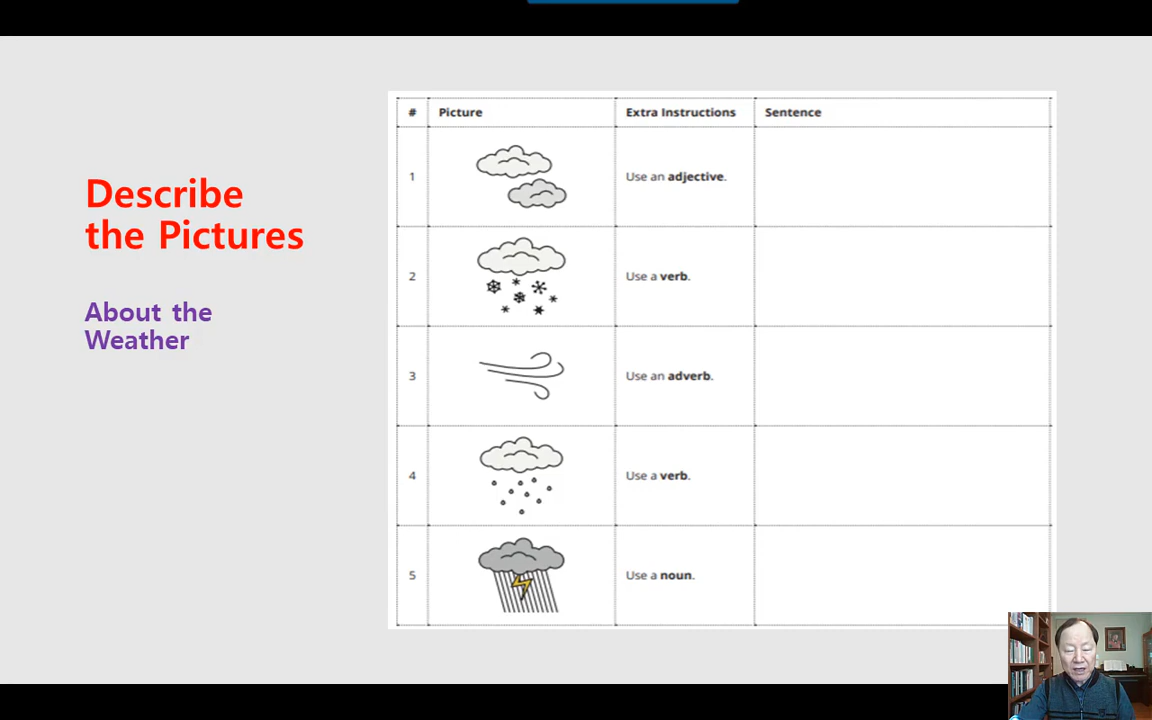 Describe
the Pictures
About the
Weather
# Picture Extra Instructions Sentence
1 Use an adjective.
2 Use a verb.
3 Use an adverb.
4 Use a verb.
5 Use a noun.